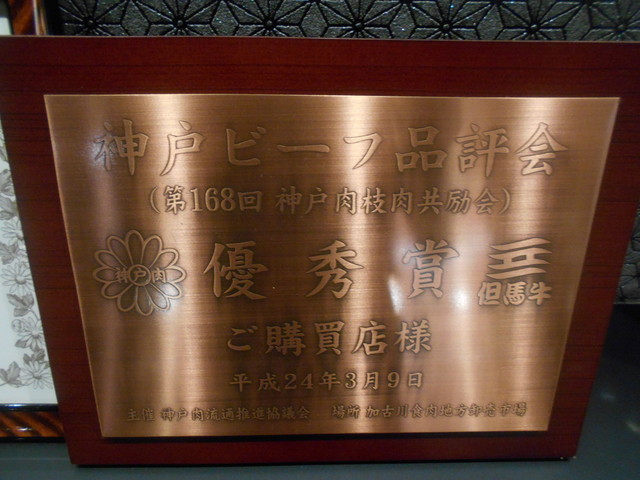 神戸ビーフ品評会
(第168回 神戸肉枝肉共励会)
神戸肉 優秀賞 但馬牛
ご購買店様
平成24年3月9日
主催 神戸肉流通推進協議会 場所 加古川食肉地方卸売市場